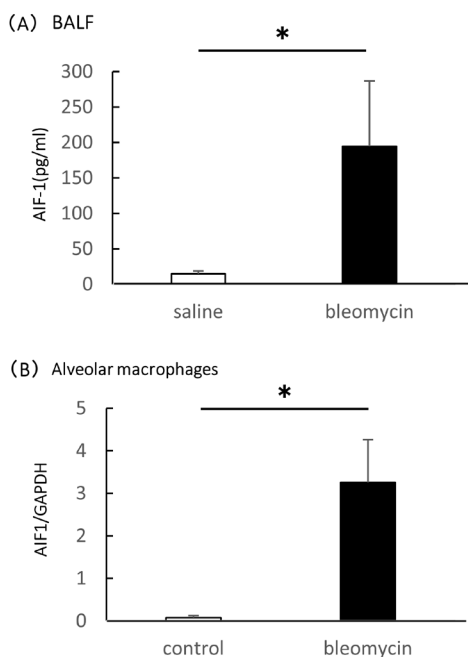 (A) BALF
*
300
250
200
150
100
50
0
AIF-1(pg/ml)
saline bleomycin
(B) Alveolar macrophages
*
5
4
3
2
1
0
AIF1/GAPDH
control bleomycin